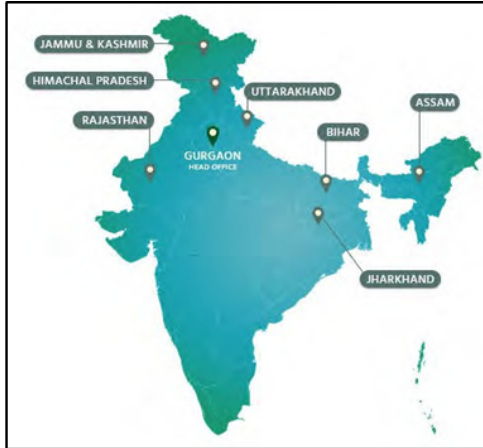 JAMMU & KASHMIR
HIMACHAL PRADESH
UTTARAKHAND
ASSAM
RAJASTHAN
BIHAR
GURGAON
HEAD OFFICE
JHARKHAND